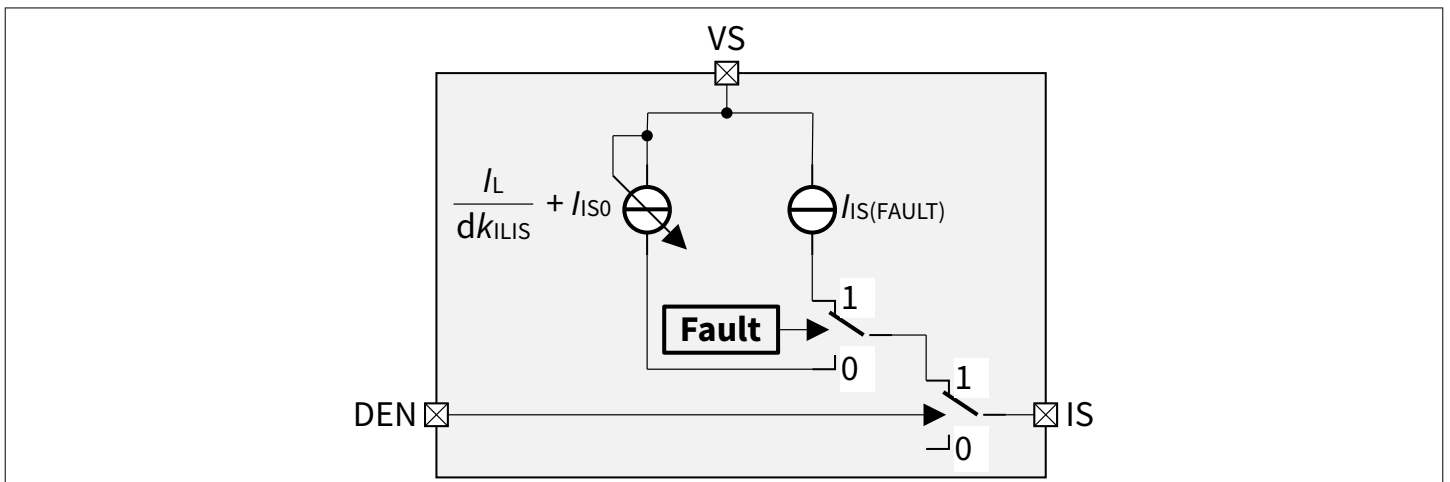 VS
I_L / dk_ILIS + I_IS0
I_IS(FAULT)
1
Fault
0
1
DEN
IS
0